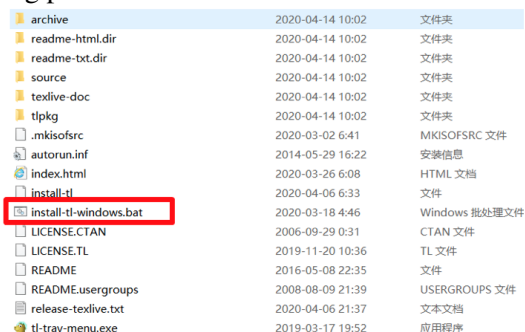 archive 2020-04-14 10:02 文件夹
readme-html.dir 2020-04-14 10:02 文件夹
readme-txt.dir 2020-04-14 10:02 文件夹
source 2020-04-14 10:02 文件夹
texlive-doc 2020-04-14 10:02 文件夹
tlpkg 2020-04-14 10:02 文件夹
.mkisofsrc 2020-03-02 6:41 MKISOFSRC 文件
autorun.inf 2014-05-29 16:22 安装信息
index.html 2020-03-26 6:08 HTML 文档
install-tl 2020-04-06 6:33 文件
install-tl-windows.bat 2020-03-18 4:46 Windows 批处理文件
LICENSE.CTAN 2006-09-29 0:31 CTAN 文件
LICENSE.TL 2019-11-20 10:36 TL 文件
README 2016-05-08 22:35 文件
README.usergroups 2008-08-09 21:39 USERGROUPS 文件
release-texlive.txt 2020-04-06 21:37 文本文档
tl-tray-menu.exe 2019-03-17 19:52 应用程序